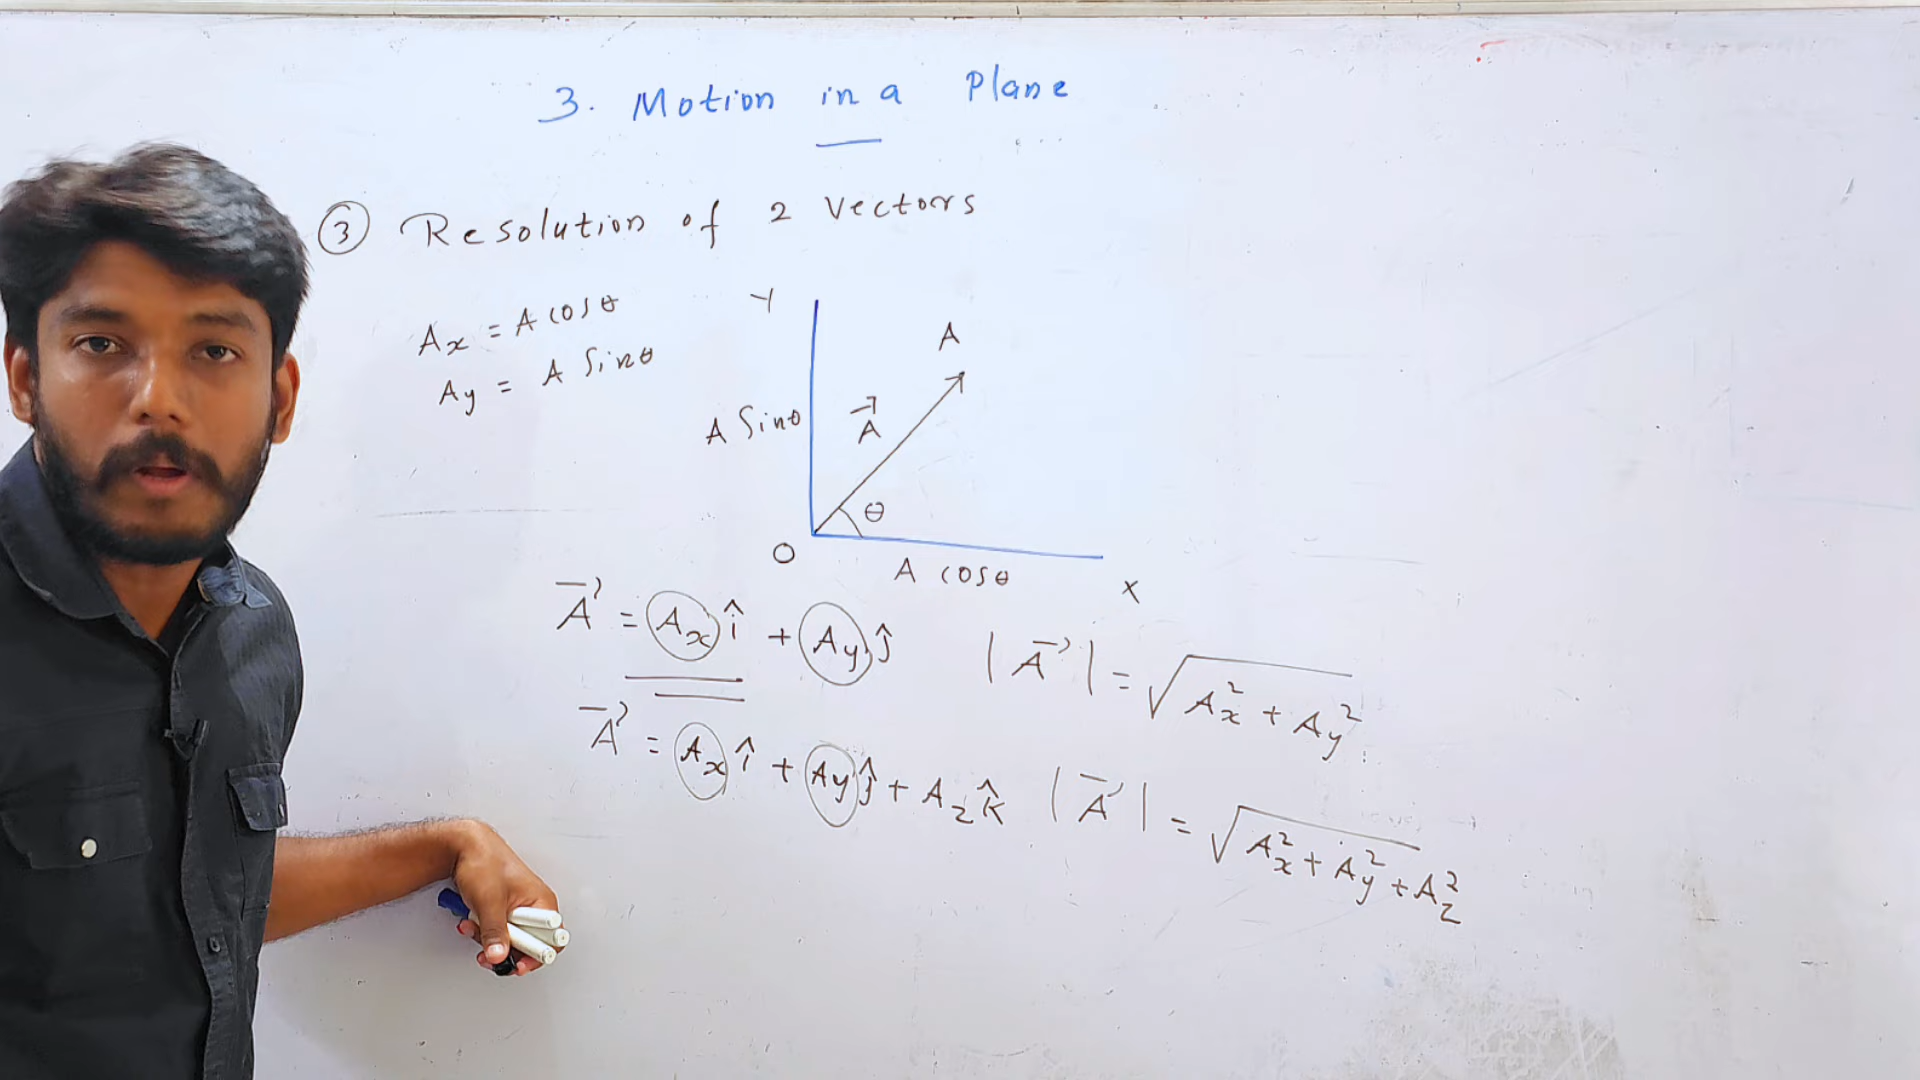 3. Motion in a Plane
③ Resolution of 2 vectors
Aₓ = A cosθ
Ay = A Sinθ
Y
A
A⃗
A Sinθ
θ
O
A cosθ
X
A⃗ = Aₓ î + Ay ĵ |A⃗| = √(Aₓ² + Ay²)
A⃗ = Aₓ î + Ay ĵ + Az k̂ |A⃗| = √(Aₓ² + Ay² + Az²)